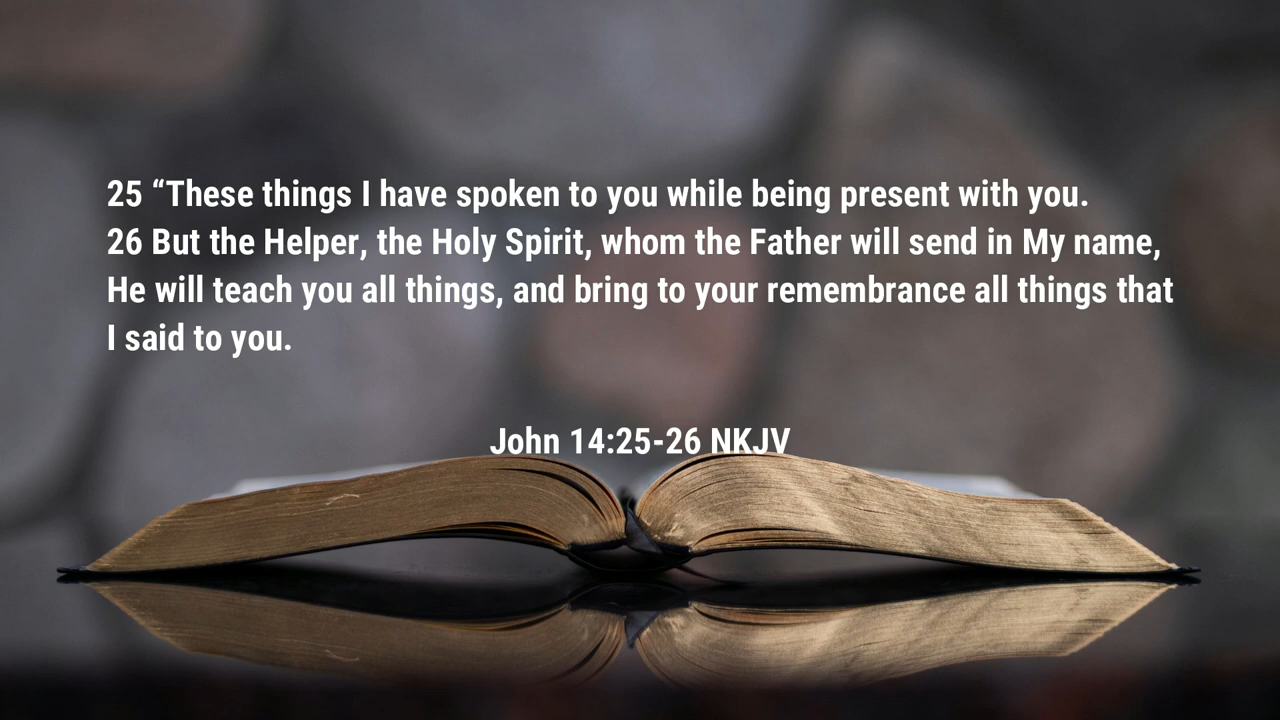 25 “These things I have spoken to you while being present with you.
26 But the Helper, the Holy Spirit, whom the Father will send in My name,
He will teach you all things, and bring to your remembrance all things that
I said to you.
John 14:25-26 NKJV